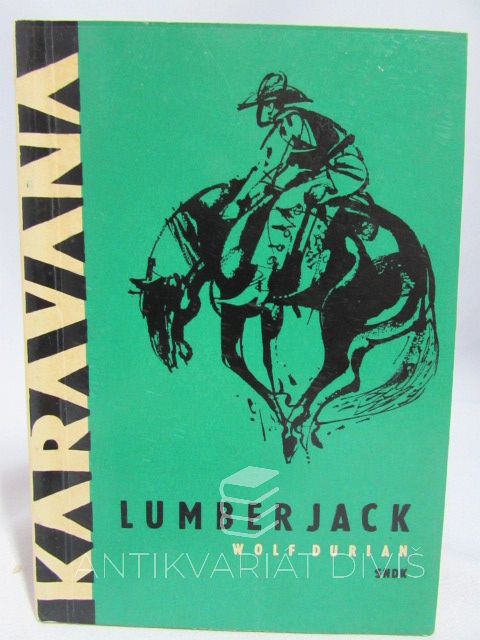 KARAVANA
LUMBERJACK
WOLF DURIAN
SNDK
ANTIKVARIÁT DIVIŠ